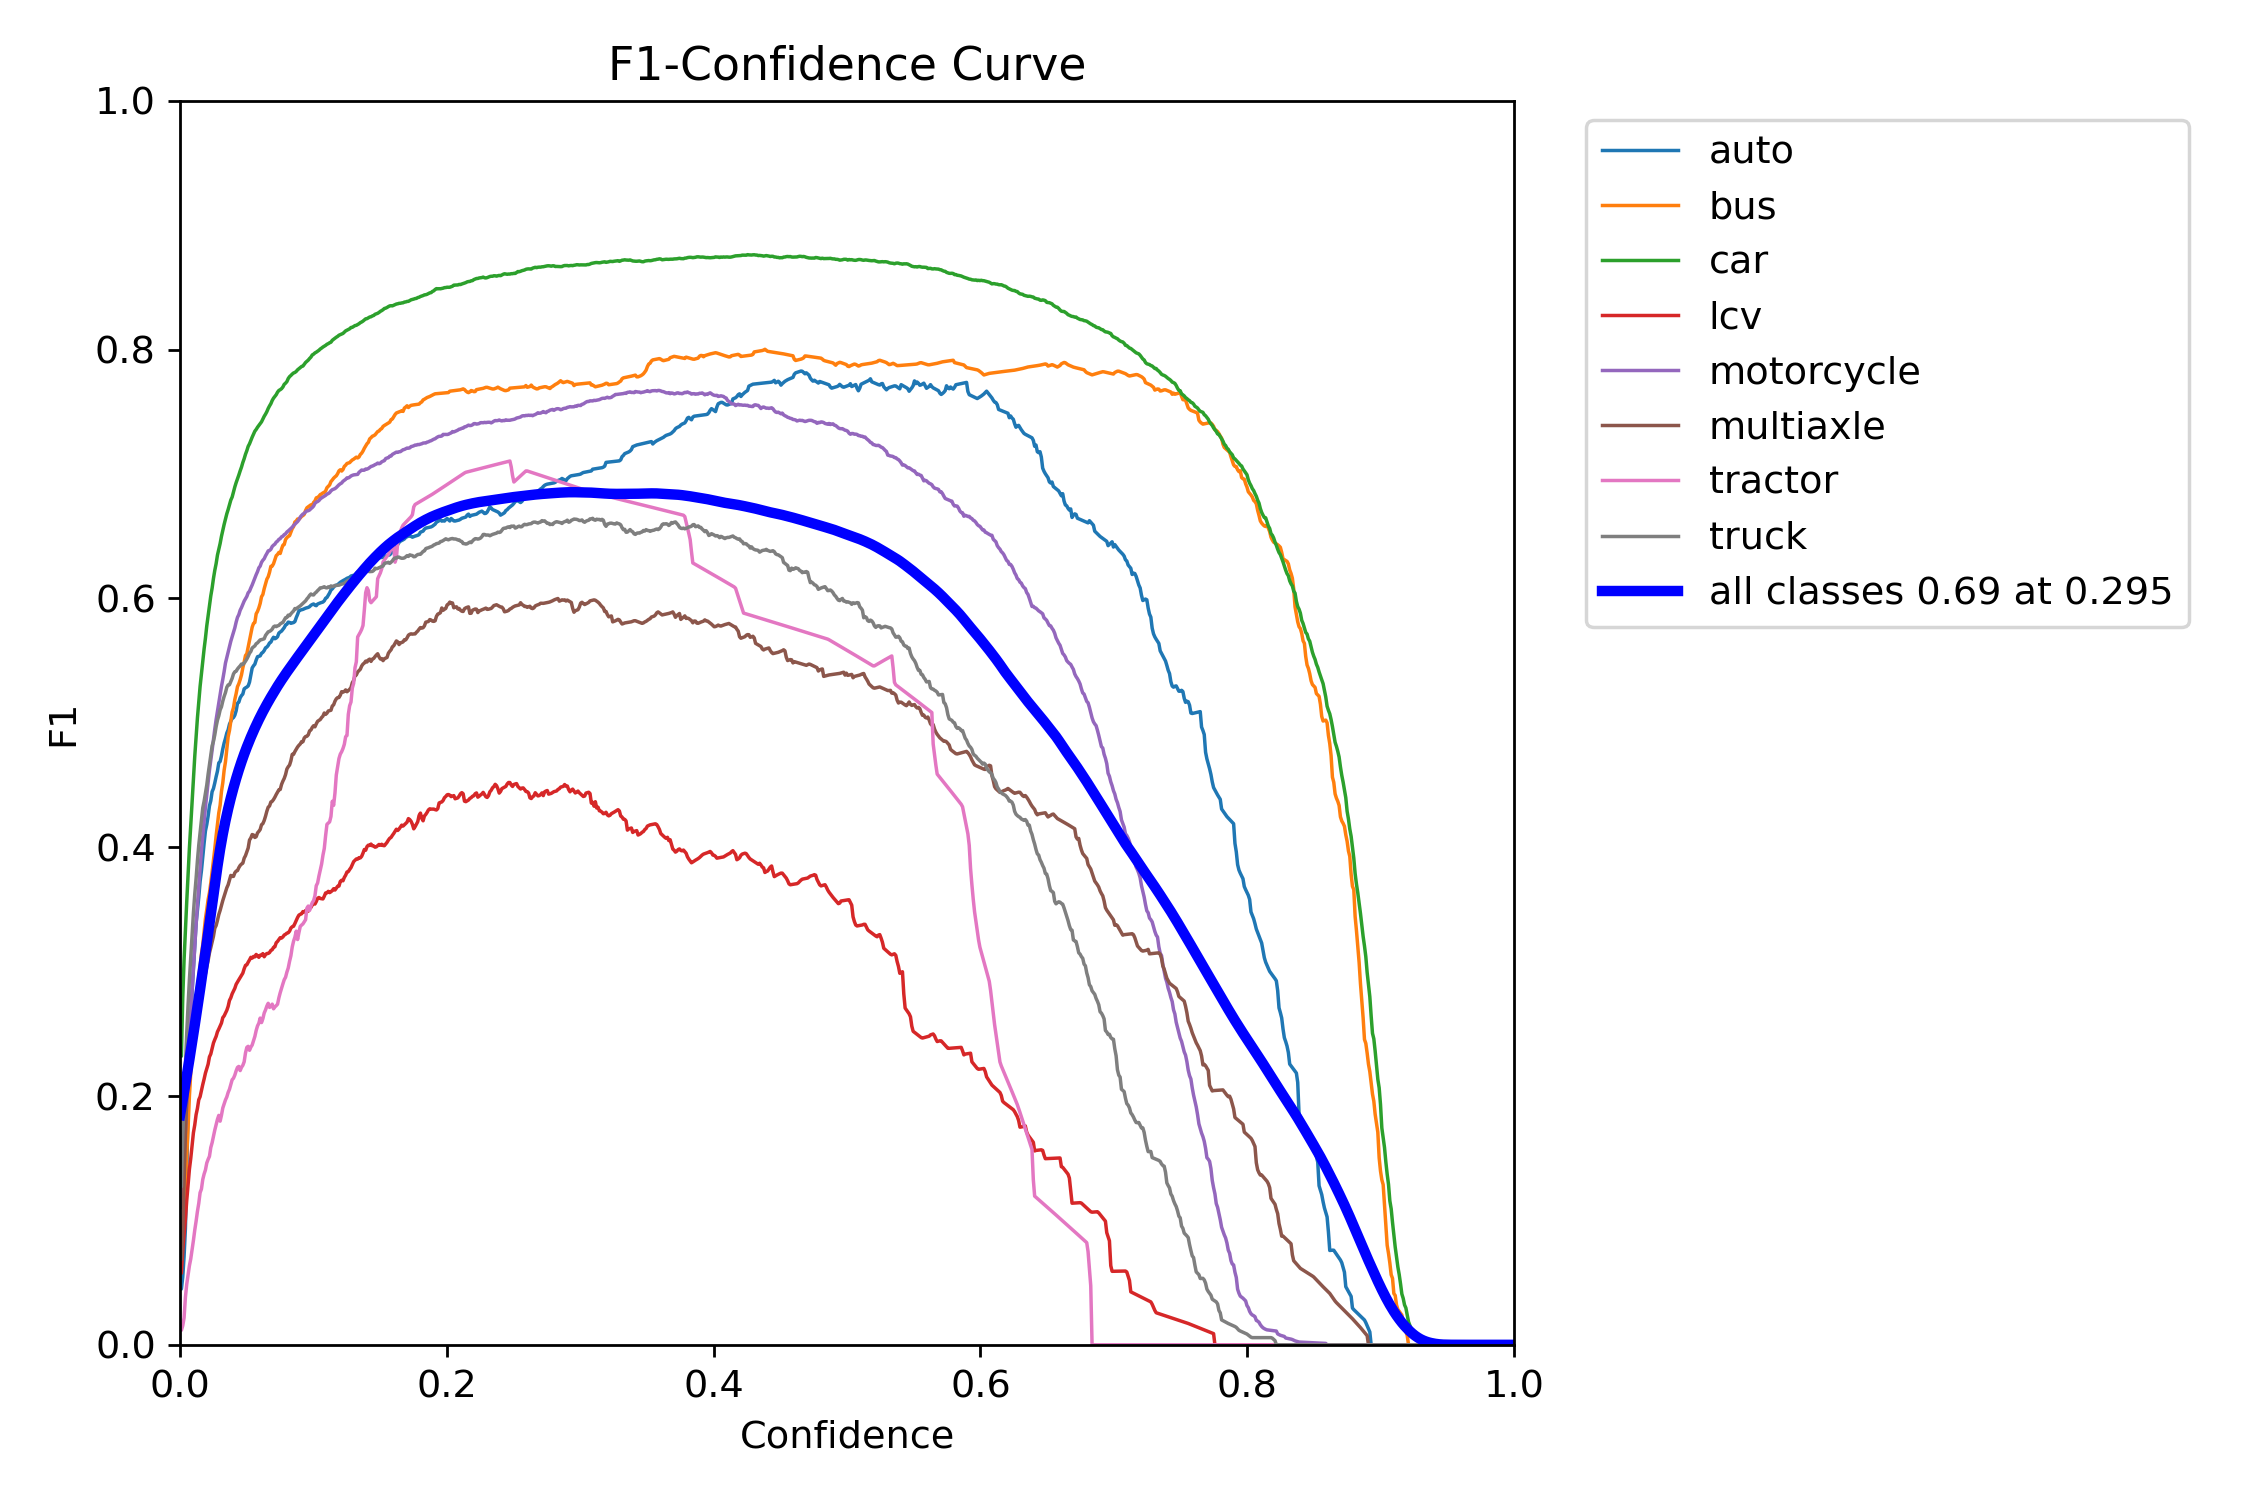 F1-Confidence Curve
1.0
0.8
0.6
0.4
0.2
0.0
F1
0.0 0.2 0.4 0.6 0.8 1.0
Confidence
auto
bus
car
lcv
motorcycle
multiaxle
tractor
truck
all classes 0.69 at 0.295